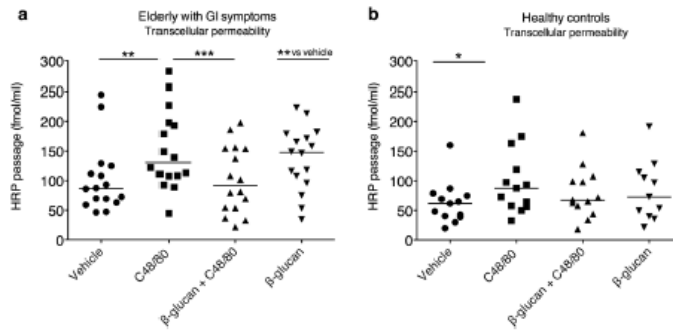 a
Elderly with GI symptoms
Transcellular permeability
** *** **vs vehicle
HRP passage (fmol/mil)
300
250
200
150
100
50
0
Vehicle
C48/80
β-glucan + C48/80
β-glucan
b
Healthy controls
Transcellular permeability
*
HRP passage (fmol/mil)
300
250
200
150
100
50
0
Vehicle
C48/80
β-glucan + C48/80
β-glucan